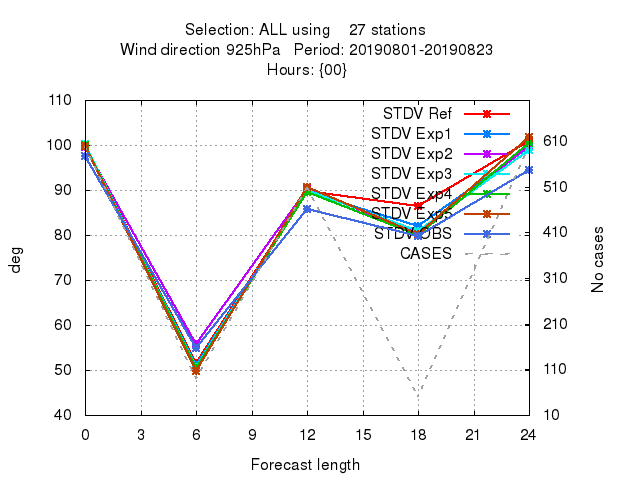 Selection: ALL using    27 stations
Wind direction 925hPa   Period: 20190801-20190823
Hours: {00}
110
100
90
80
70
60
50
40
610
510
410
310
210
110
10
STDV Ref
STDV Exp1
STDV Exp2
STDV Exp3
STDV Exp4
STDV Exp5
STDV OBS
CASES
deg
No cases
0 3 6 9 12 15 18 21 24
Forecast length